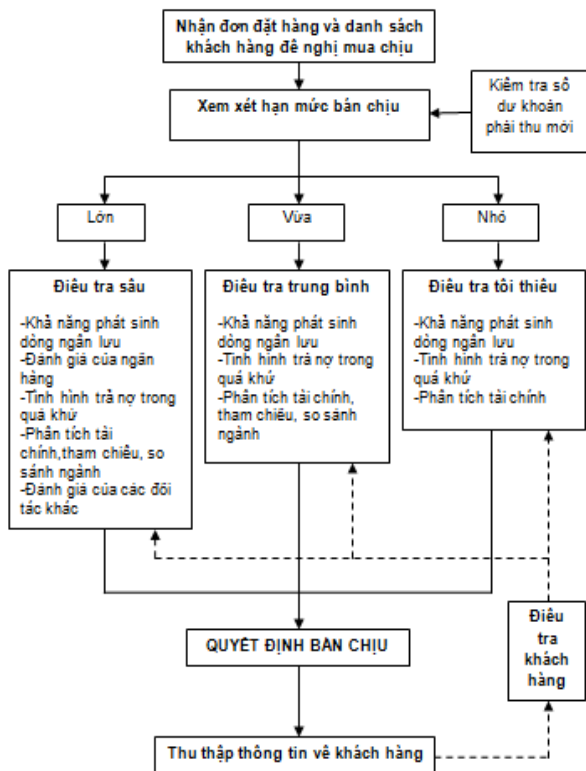 Nhận đơn đặt hàng và danh sách
khách hàng đề nghị mua chịu
Kiểm tra số
dư khoản
phải thu mới
Xem xét hạn mức bán chịu
Lớn
Vừa
Nhỏ
Điều tra sâu
-Khả năng phát sinh
dòng ngân lưu
-Đánh giá của ngân
hàng
-Tình hình trả nợ trong
quá khứ
-Phân tích tài
chính,tham chiếu, so
sánh ngành
-Đánh giá của các đối
tác khác
Điều tra trung bình
-Khả năng phát sinh
dòng ngân lưu
-Tình hình trả nợ trong
quá khứ
-Phân tích tài chính,
tham chiếu, so sánh
ngành
Điều tra tối thiểu
-Khả năng phát sinh
dòng ngân lưu
-Tình hình trả nợ trong
quá khứ
-Phân tích tài chính
QUYẾT ĐỊNH BÁN CHỊU
Điều
tra
khách
hàng
Thu thập thông tin về khách hàng